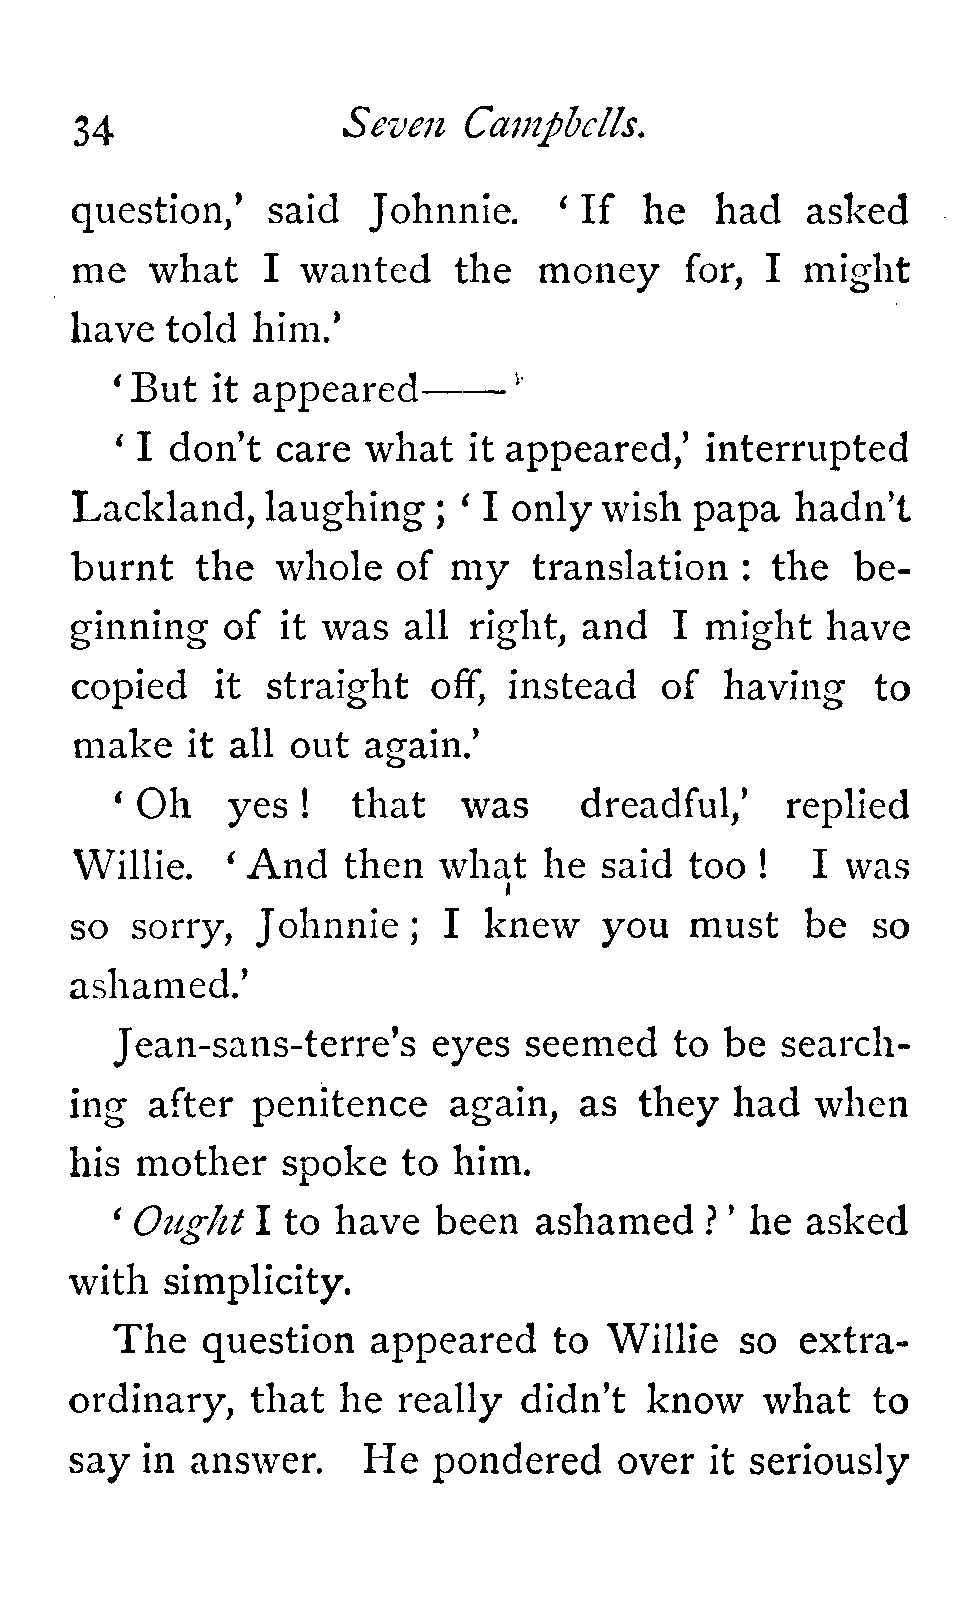 34 Seven Campbells.
question,’ said Johnnie. ‘If he had asked
me what I wanted the money for, I might
have told him.’
‘But it appeared——’
‘I don’t care what it appeared,’ interrupted
Lackland, laughing; ‘I only wish papa hadn’t
burnt the whole of my translation: the be-
ginning of it was all right, and I might have
copied it straight off, instead of having to
make it all out again.’
‘Oh yes! that was dreadful,’ replied
Willie. ‘And then what he said too! I was
so sorry, Johnnie; I knew you must be so
ashamed.’
Jean-sans-terre’s eyes seemed to be search-
ing after penitence again, as they had when
his mother spoke to him.
‘Ought I to have been ashamed?’ he asked
with simplicity.
The question appeared to Willie so extra-
ordinary, that he really didn’t know what to
say in answer. He pondered over it seriously